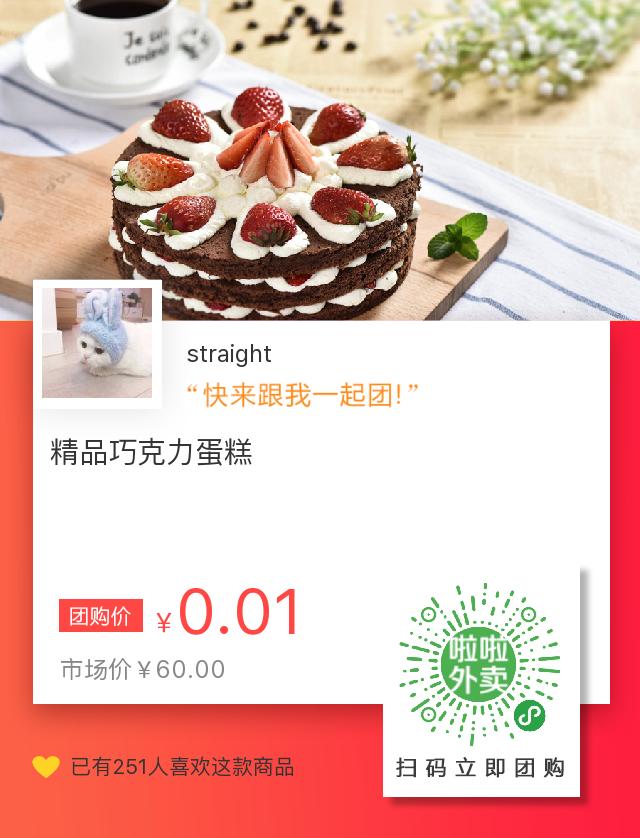 straight
“快来跟我一起团!”
精品巧克力蛋糕
团购价 ¥0.01
市场价¥60.00
啦啦
外卖
已有251人喜欢这款商品
扫码立即团购